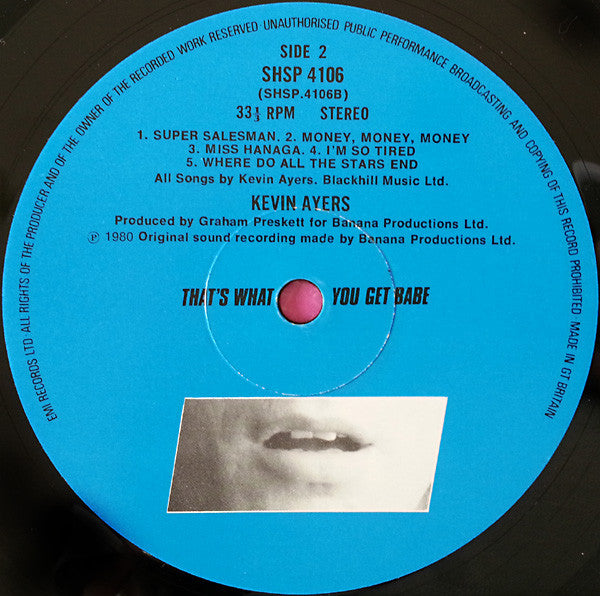 EMI RECORDS LTD ALL RIGHTS OF THE PRODUCER AND OF THE OWNER OF THE RECORDED WORK RESERVED · UNAUTHORISED PUBLIC PERFORMANCE BROADCASTING AND COPYING OF THIS RECORD PROHIBITED · MADE IN GT BRITAIN
SIDE 2
SHSP 4106
(SHSP.4106B)
33⅓ RPM STEREO
1. SUPER SALESMAN. 2. MONEY, MONEY, MONEY
3. MISS HANAGA. 4. I'M SO TIRED
5. WHERE DO ALL THE STARS END
All Songs by Kevin Ayers. Blackhill Music Ltd.
KEVIN AYERS
Produced by Graham Preskett for Banana Productions Ltd.
℗ 1980 Original sound recording made by Banana Productions Ltd.
THAT'S WHAT YOU GET BABE